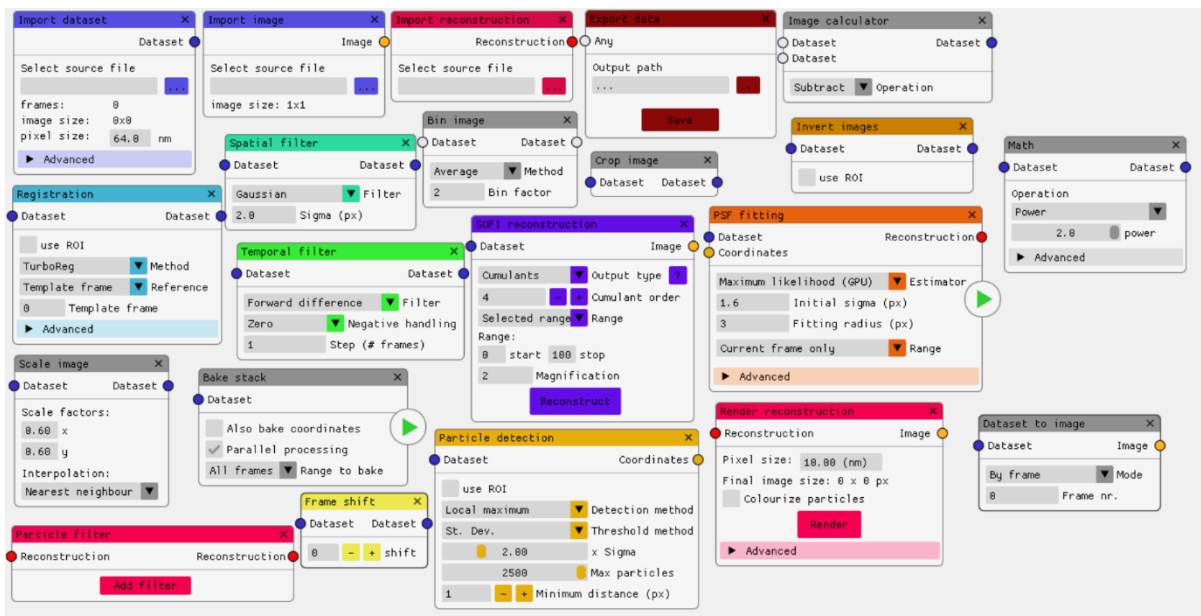 Import dataset
Dataset
Select source file
...
frames: 0
image size: 0x0
pixel size: 64.0 nm
Advanced
Import image
Image
Select source file
...
image size: 1x1
Import reconstruction
Reconstruction
Select source file
...
Export data
Any
Output path
... ...
Save
Image calculator
Dataset Dataset
Dataset
Subtract Operation
Spatial filter
Dataset Dataset
Gaussian Filter
2.0 Sigma (px)
Bin image
Dataset Dataset
Average Method
2 Bin factor
Crop image
Dataset Dataset
Invert images
Dataset Dataset
use ROI
Math
Dataset Dataset
Operation
Power
2.0 power
Advanced
Registration
Dataset Dataset
use ROI
TurboReg Method
Template frame Reference
0 Template frame
Advanced
Temporal filter
Dataset Dataset
Forward difference Filter
Zero Negative handling
1 Step (# frames)
SOFI reconstruction
Dataset Image
Cumulants Output type ?
4 - + Cumulant order
Selected range Range
Range:
0 start 100 stop
2 Magnification
Reconstruct
PSF fitting
Dataset Reconstruction
Coordinates
Maximum likelihood (GPU) Estimator
1.6 Initial sigma (px)
3 Fitting radius (px)
Current frame only Range
Advanced
Scale image
Dataset Dataset
Scale factors:
0.60 x
0.60 y
Interpolation:
Nearest neighbour
Bake stack
Dataset
Also bake coordinates
Parallel processing
All frames Range to bake
Particle detection
Dataset Coordinates
use ROI
Local maximum Detection method
St. Dev. Threshold method
2.00 x Sigma
2500 Max particles
1 - + Minimum distance (px)
Render reconstruction
Reconstruction Image
Pixel size: 10.00 (nm)
Final image size: 0 x 0 px
Colourize particles
Render
Advanced
Dataset to image
Dataset Image
By frame Mode
0 Frame nr.
Frame shift
Dataset Dataset
0 - + shift
Particle filter
Reconstruction Reconstruction
Add filter